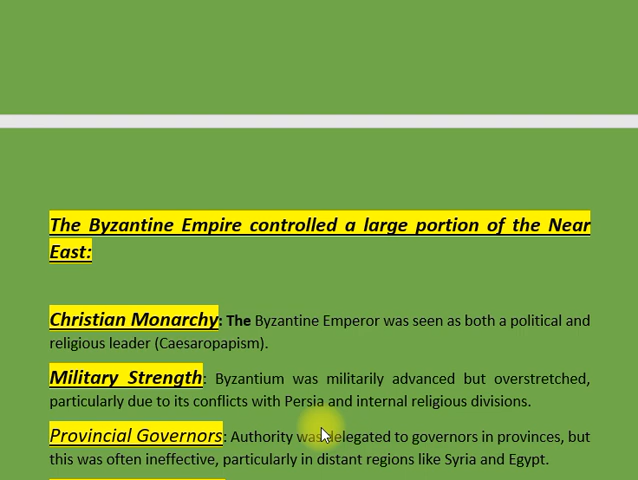 The Byzantine Empire controlled a large portion of the Near
East:
Christian Monarchy: The Byzantine Emperor was seen as both a political and
religious leader (Caesaropapism).
Military Strength: Byzantium was militarily advanced but overstretched,
particularly due to its conflicts with Persia and internal religious divisions.
Provincial Governors: Authority was delegated to governors in provinces, but
this was often ineffective, particularly in distant regions like Syria and Egypt.